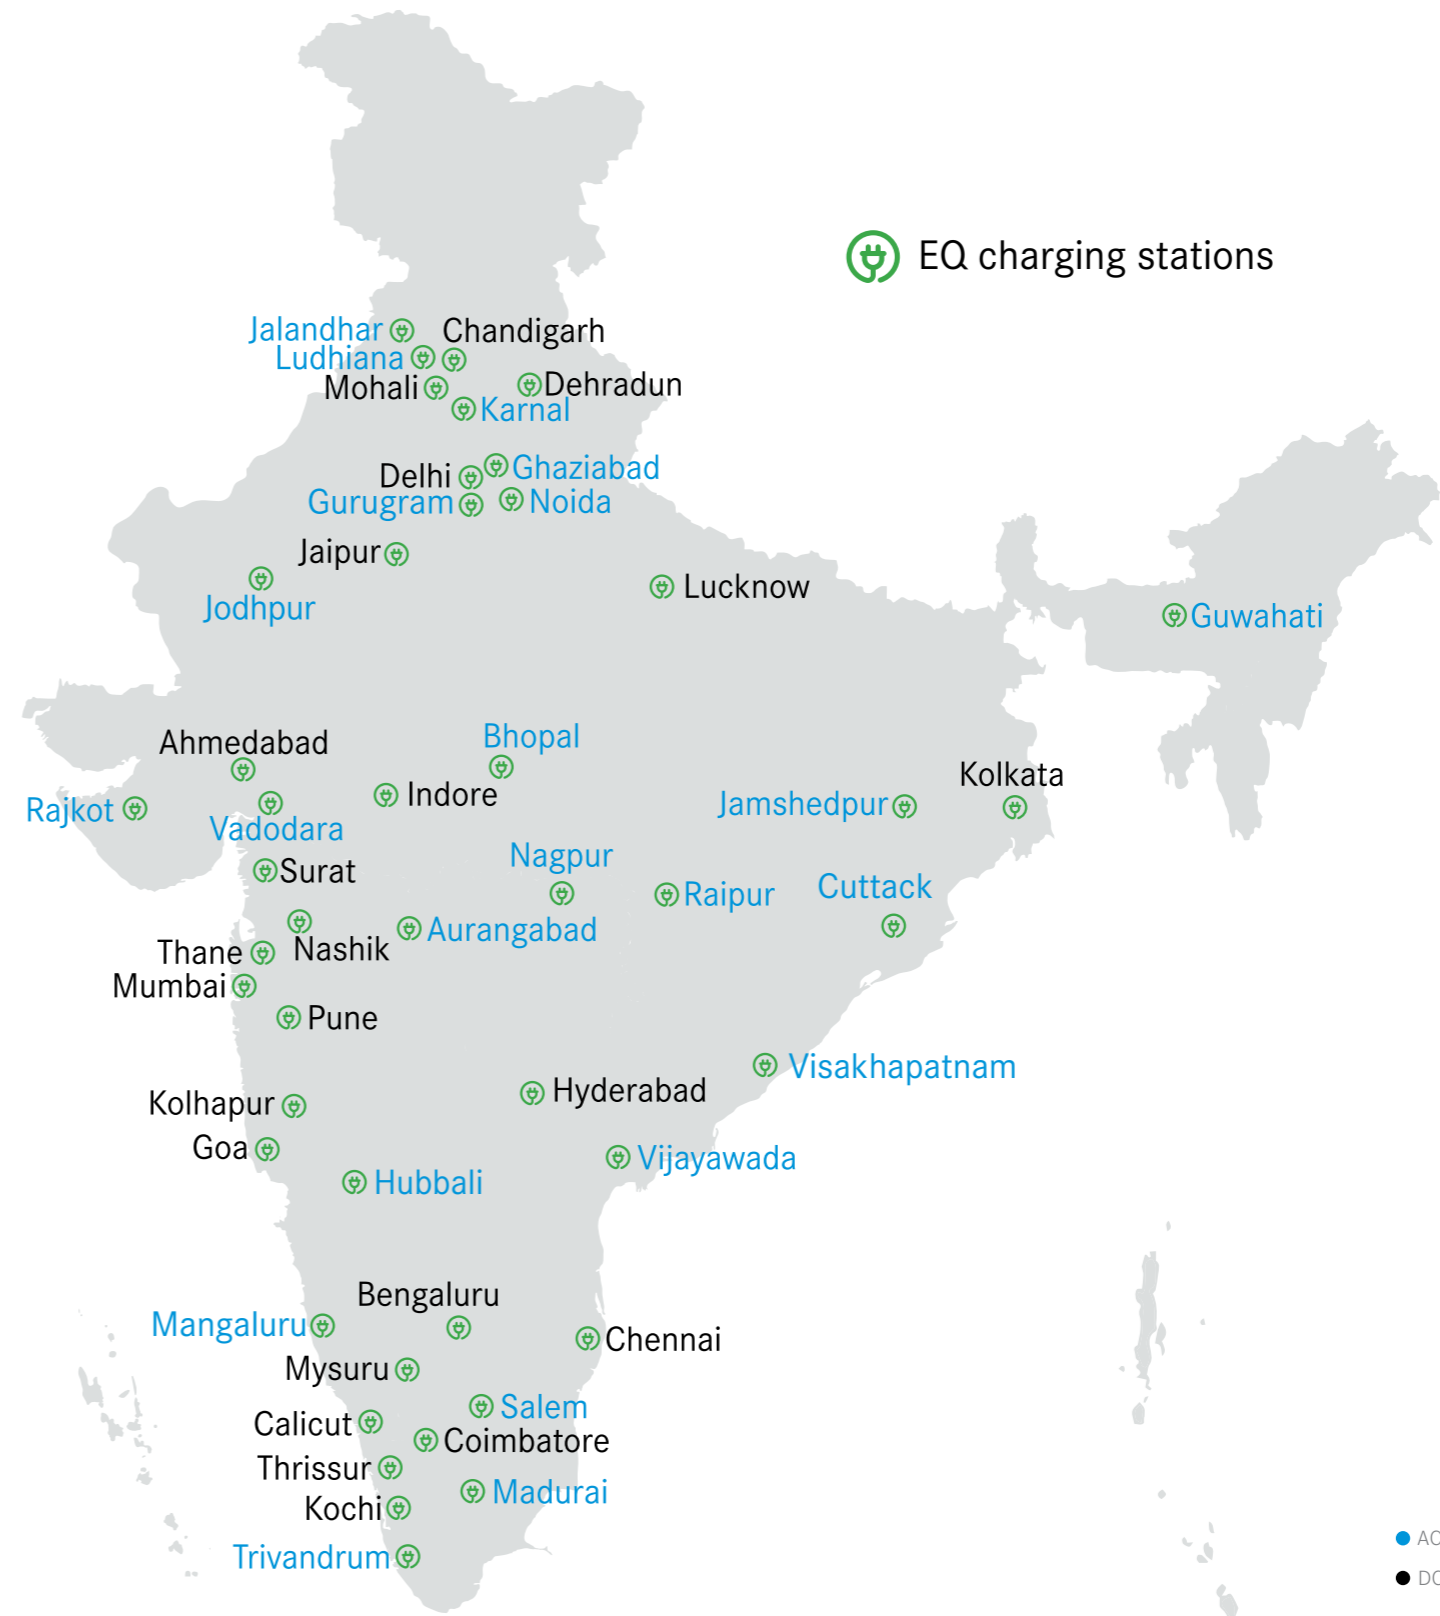 EQ charging stations
Jalandhar
Chandigarh
Ludhiana
Mohali
Dehradun
Karnal
Delhi
Ghaziabad
Gurugram
Noida
Jaipur
Jodhpur
Lucknow
Guwahati
Ahmedabad
Bhopal
Kolkata
Rajkot
Indore
Jamshedpur
Vadodara
Surat
Nagpur
Raipur
Cuttack
Aurangabad
Thane
Nashik
Mumbai
Pune
Visakhapatnam
Hyderabad
Kolhapur
Goa
Vijayawada
Hubbali
Bengaluru
Mangaluru
Chennai
Mysuru
Salem
Calicut
Coimbatore
Thrissur
Madurai
Kochi
Trivandrum